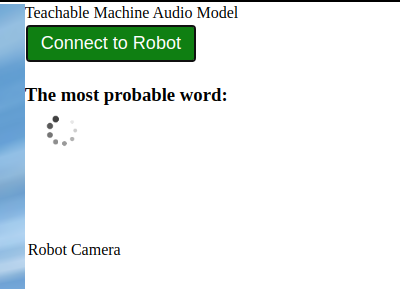 Teachable Machine Audio Model
Connect to Robot
The most probable word:
Robot Camera